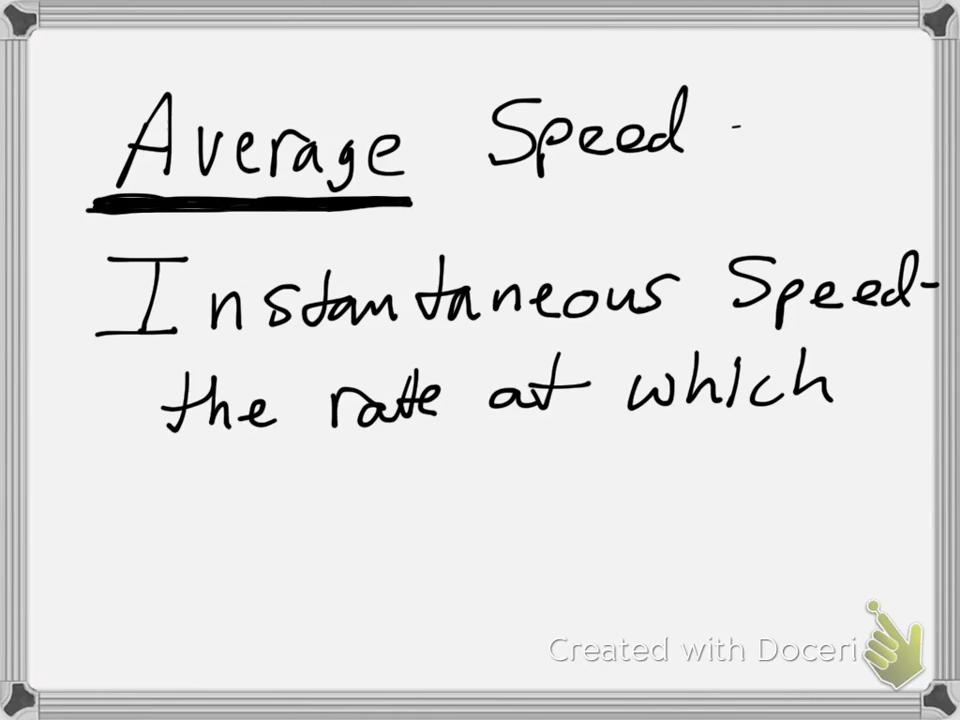 Average Speed -
Instantaneous Speed-
the rate at which
Created with Doceri